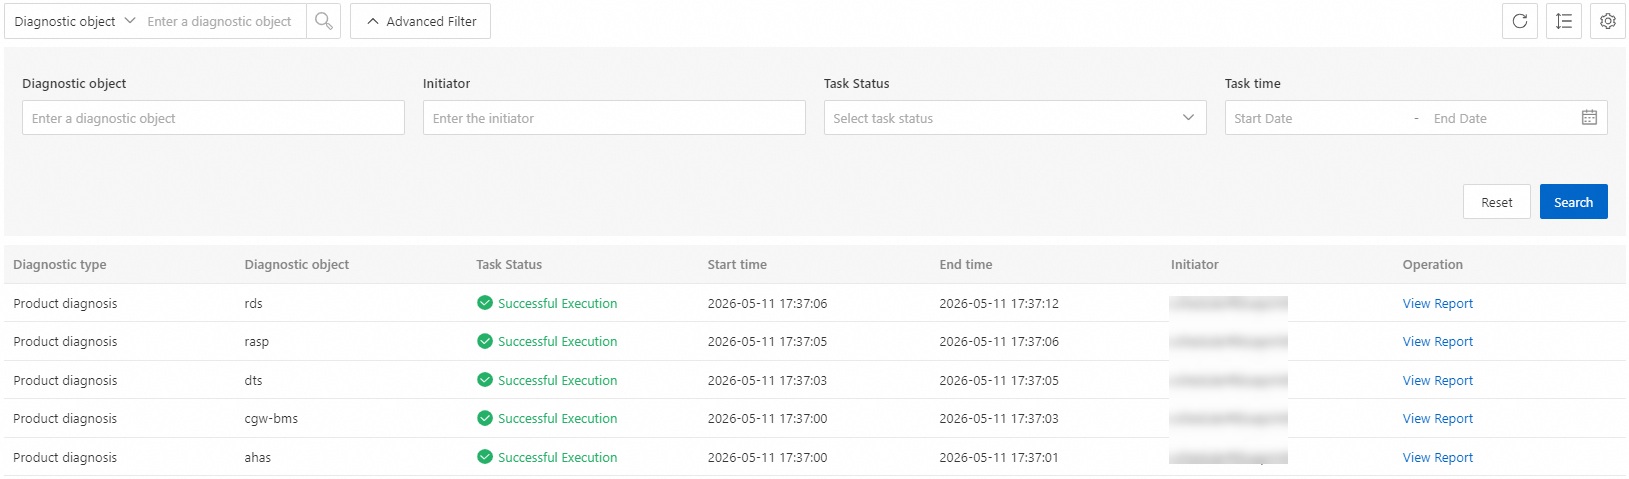 Diagnostic object Enter a diagnostic object Advanced Filter
Diagnostic object Initiator Task Status Task time
Enter a diagnostic object Enter the initiator Select task status Start Date - End Date
Reset Search
Diagnostic type Diagnostic object Task Status Start time End time Initiator Operation
Product diagnosis rds Successful Execution 2026-05-11 17:37:06 2026-05-11 17:37:12 View Report
Product diagnosis rasp Successful Execution 2026-05-11 17:37:05 2026-05-11 17:37:06 View Report
Product diagnosis dts Successful Execution 2026-05-11 17:37:03 2026-05-11 17:37:05 View Report
Product diagnosis cgw-bms Successful Execution 2026-05-11 17:37:00 2026-05-11 17:37:03 View Report
Product diagnosis ahas Successful Execution 2026-05-11 17:37:00 2026-05-11 17:37:01 View Report